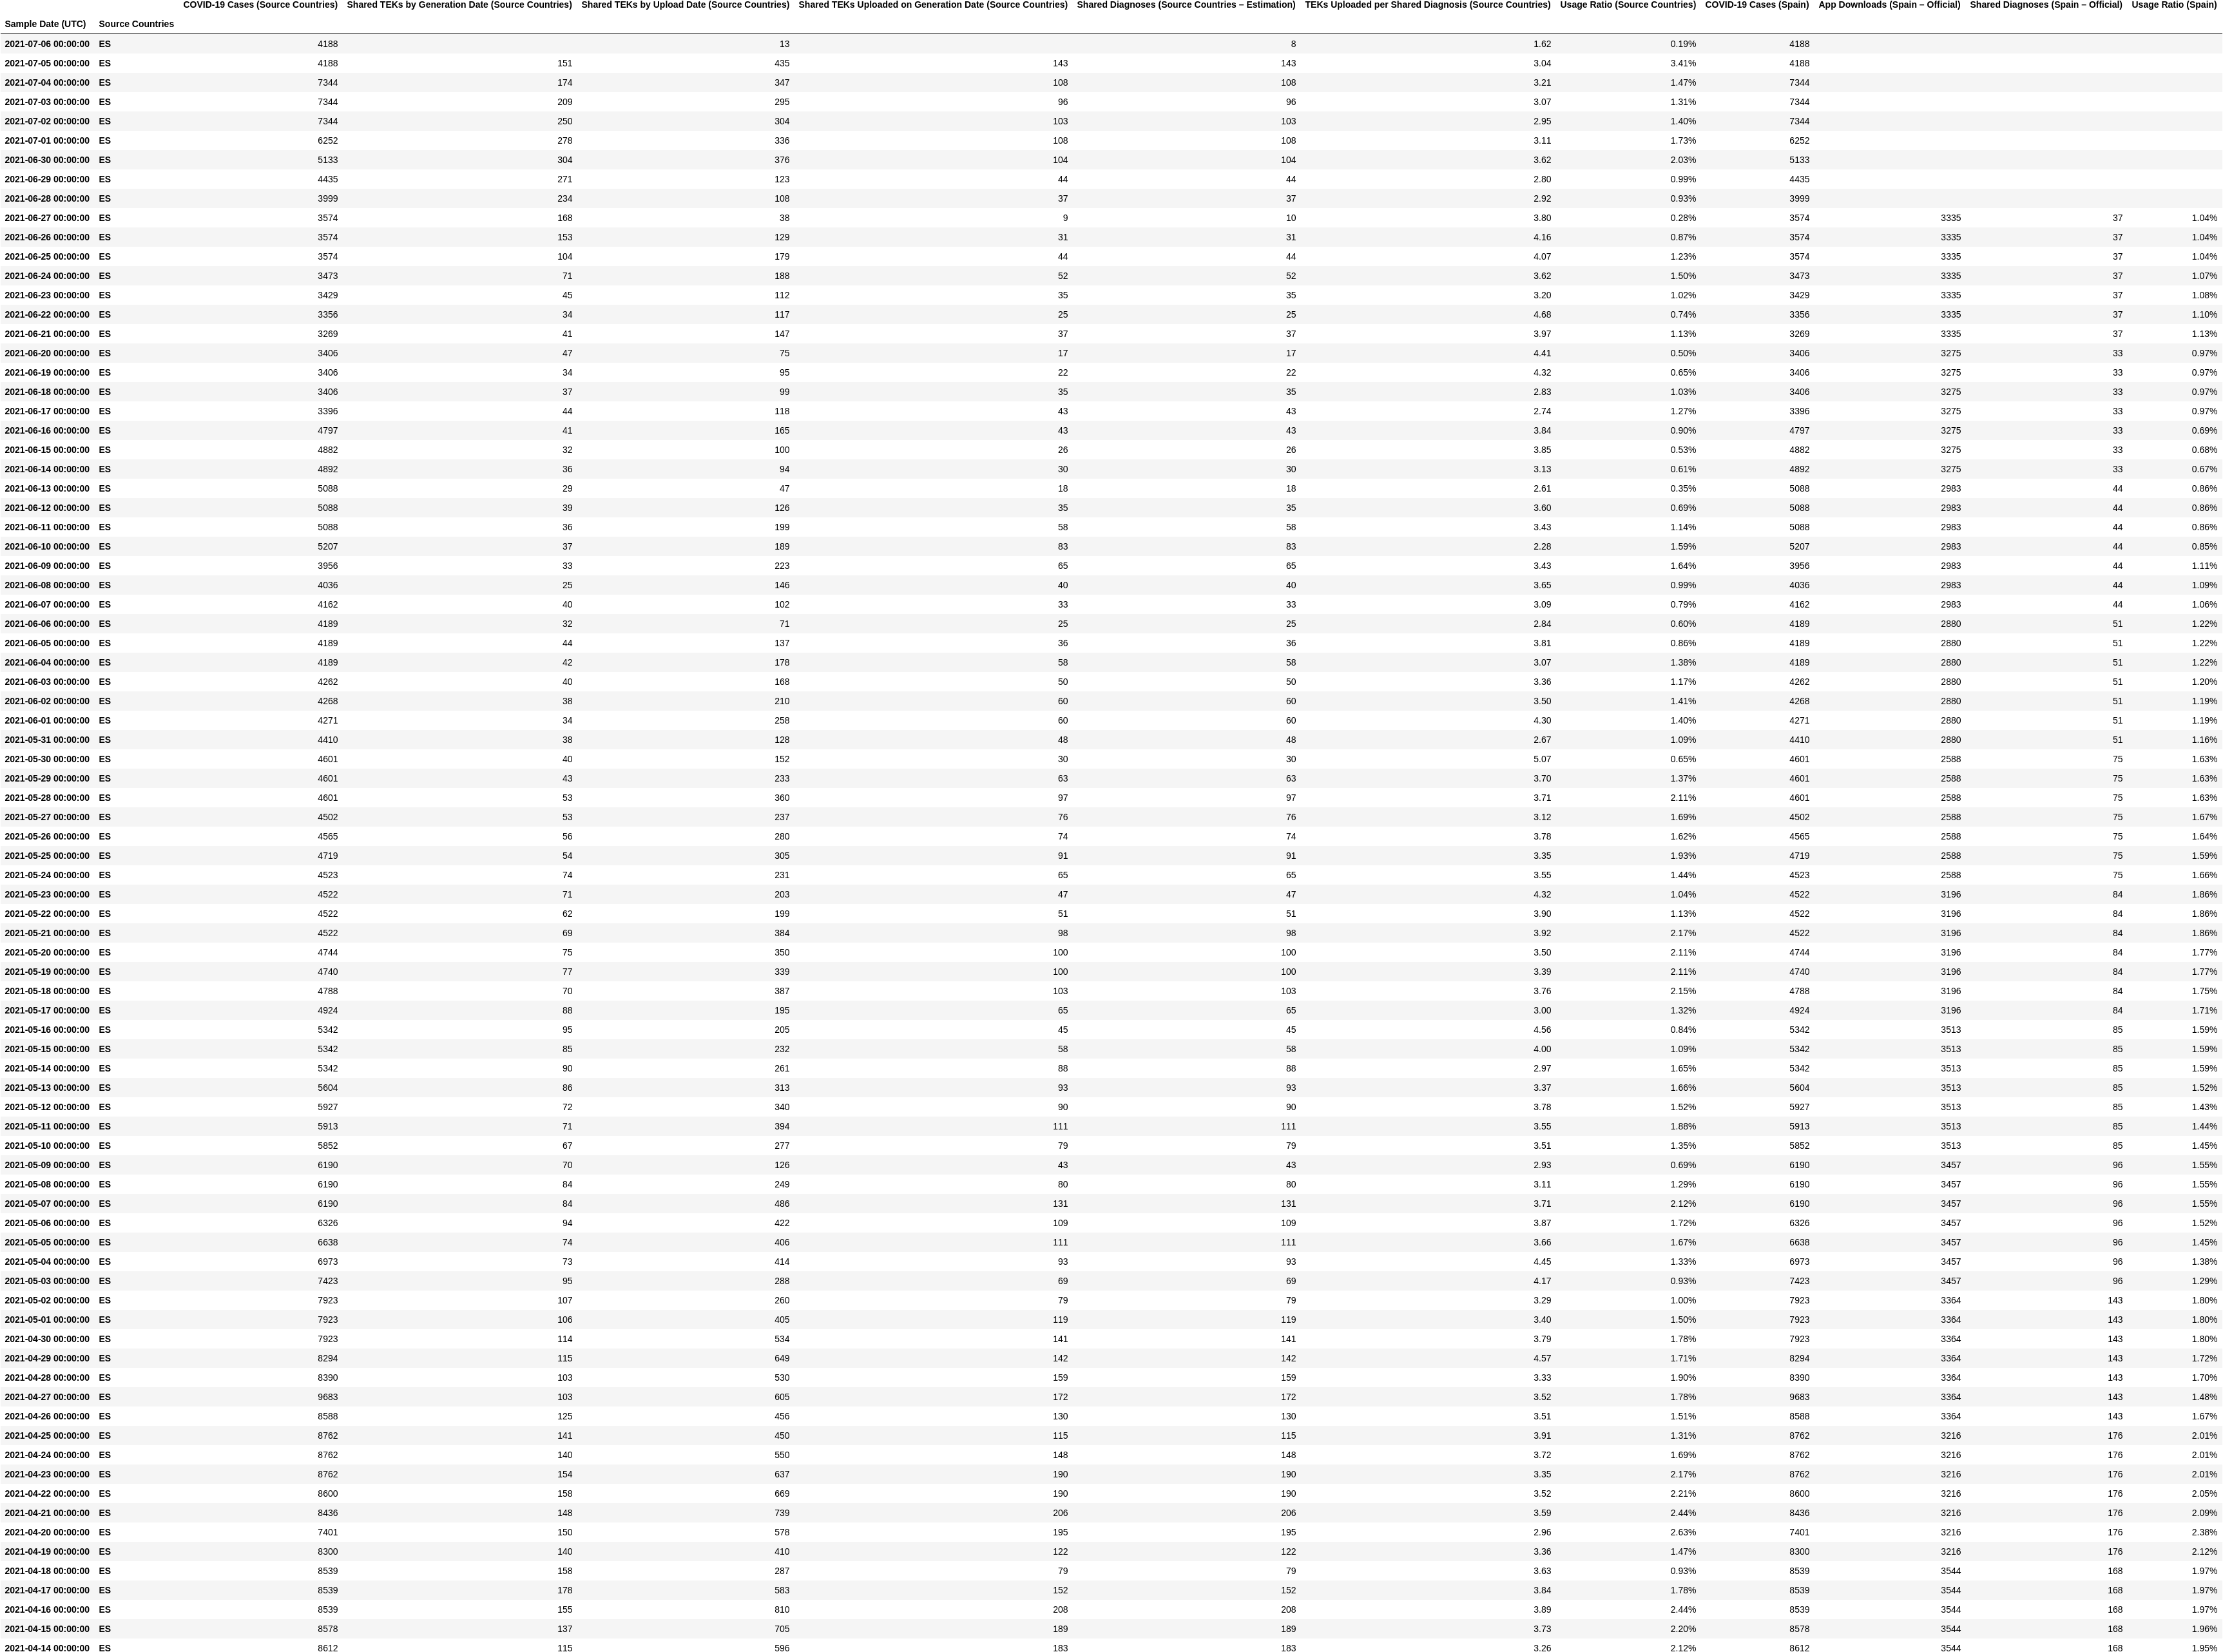 COVID-19 Cases (Source Countries) Shared TEKs by Generation Date (Source Countries) Shared TEKs by Upload Date (Source Countries) Shared TEKs Uploaded on Generation Date (Source Countries) Shared Diagnoses (Source Countries – Estimation) TEKs Uploaded per Shared Diagnosis (Source Countries) Usage Ratio (Source Countries) COVID-19 Cases (Spain) App Downloads (Spain – Official) Shared Diagnoses (Spain – Official) Usage Ratio (Spain)
Sample Date (UTC) Source Countries
2021-07-06 00:00:00 ES 4188 13 8 1.62 0.19% 4188
2021-07-05 00:00:00 ES 4188 151 435 143 143 3.04 3.41% 4188
2021-07-04 00:00:00 ES 7344 174 347 108 108 3.21 1.47% 7344
2021-07-03 00:00:00 ES 7344 209 295 96 96 3.07 1.31% 7344
2021-07-02 00:00:00 ES 7344 250 304 103 103 2.95 1.40% 7344
2021-07-01 00:00:00 ES 6252 278 336 108 108 3.11 1.73% 6252
2021-06-30 00:00:00 ES 5133 304 376 104 104 3.62 2.03% 5133
2021-06-29 00:00:00 ES 4435 271 123 44 44 2.80 0.99% 4435
2021-06-28 00:00:00 ES 3999 234 108 37 37 2.92 0.93% 3999
2021-06-27 00:00:00 ES 3574 168 38 9 10 3.80 0.28% 3574 3335 37 1.04%
2021-06-26 00:00:00 ES 3574 153 129 31 31 4.16 0.87% 3574 3335 37 1.04%
2021-06-25 00:00:00 ES 3574 104 179 44 44 4.07 1.23% 3574 3335 37 1.04%
2021-06-24 00:00:00 ES 3473 71 188 52 52 3.62 1.50% 3473 3335 37 1.07%
2021-06-23 00:00:00 ES 3429 45 112 35 35 3.20 1.02% 3429 3335 37 1.08%
2021-06-22 00:00:00 ES 3356 34 117 25 25 4.68 0.74% 3356 3335 37 1.10%
2021-06-21 00:00:00 ES 3269 41 147 37 37 3.97 1.13% 3269 3335 37 1.13%
2021-06-20 00:00:00 ES 3406 47 75 17 17 4.41 0.50% 3406 3275 33 0.97%
2021-06-19 00:00:00 ES 3406 34 95 22 22 4.32 0.65% 3406 3275 33 0.97%
2021-06-18 00:00:00 ES 3406 37 99 35 35 2.83 1.03% 3406 3275 33 0.97%
2021-06-17 00:00:00 ES 3396 44 118 43 43 2.74 1.27% 3396 3275 33 0.97%
2021-06-16 00:00:00 ES 4797 41 165 43 43 3.84 0.90% 4797 3275 33 0.69%
2021-06-15 00:00:00 ES 4882 32 100 26 26 3.85 0.53% 4882 3275 33 0.68%
2021-06-14 00:00:00 ES 4892 36 94 30 30 3.13 0.61% 4892 3275 33 0.67%
2021-06-13 00:00:00 ES 5088 29 47 18 18 2.61 0.35% 5088 2983 44 0.86%
2021-06-12 00:00:00 ES 5088 39 126 35 35 3.60 0.69% 5088 2983 44 0.86%
2021-06-11 00:00:00 ES 5088 36 199 58 58 3.43 1.14% 5088 2983 44 0.86%
2021-06-10 00:00:00 ES 5207 37 189 83 83 2.28 1.59% 5207 2983 44 0.85%
2021-06-09 00:00:00 ES 3956 33 223 65 65 3.43 1.64% 3956 2983 44 1.11%
2021-06-08 00:00:00 ES 4036 25 146 40 40 3.65 0.99% 4036 2983 44 1.09%
2021-06-07 00:00:00 ES 4162 40 102 33 33 3.09 0.79% 4162 2983 44 1.06%
2021-06-06 00:00:00 ES 4189 32 71 25 25 2.84 0.60% 4189 2880 51 1.22%
2021-06-05 00:00:00 ES 4189 44 137 36 36 3.81 0.86% 4189 2880 51 1.22%
2021-06-04 00:00:00 ES 4189 42 178 58 58 3.07 1.38% 4189 2880 51 1.22%
2021-06-03 00:00:00 ES 4262 40 168 50 50 3.36 1.17% 4262 2880 51 1.20%
2021-06-02 00:00:00 ES 4268 38 210 60 60 3.50 1.41% 4268 2880 51 1.19%
2021-06-01 00:00:00 ES 4271 34 258 60 60 4.30 1.40% 4271 2880 51 1.19%
2021-05-31 00:00:00 ES 4410 38 128 48 48 2.67 1.09% 4410 2880 51 1.16%
2021-05-30 00:00:00 ES 4601 40 152 30 30 5.07 0.65% 4601 2588 75 1.63%
2021-05-29 00:00:00 ES 4601 43 233 63 63 3.70 1.37% 4601 2588 75 1.63%
2021-05-28 00:00:00 ES 4601 53 360 97 97 3.71 2.11% 4601 2588 75 1.63%
2021-05-27 00:00:00 ES 4502 53 237 76 76 3.12 1.69% 4502 2588 75 1.67%
2021-05-26 00:00:00 ES 4565 56 280 74 74 3.78 1.62% 4565 2588 75 1.64%
2021-05-25 00:00:00 ES 4719 54 305 91 91 3.35 1.93% 4719 2588 75 1.59%
2021-05-24 00:00:00 ES 4523 74 231 65 65 3.55 1.44% 4523 2588 75 1.66%
2021-05-23 00:00:00 ES 4522 71 203 47 47 4.32 1.04% 4522 3196 84 1.86%
2021-05-22 00:00:00 ES 4522 62 199 51 51 3.90 1.13% 4522 3196 84 1.86%
2021-05-21 00:00:00 ES 4522 69 384 98 98 3.92 2.17% 4522 3196 84 1.86%
2021-05-20 00:00:00 ES 4744 75 350 100 100 3.50 2.11% 4744 3196 84 1.77%
2021-05-19 00:00:00 ES 4740 77 339 100 100 3.39 2.11% 4740 3196 84 1.77%
2021-05-18 00:00:00 ES 4788 70 387 103 103 3.76 2.15% 4788 3196 84 1.75%
2021-05-17 00:00:00 ES 4924 88 195 65 65 3.00 1.32% 4924 3196 84 1.71%
2021-05-16 00:00:00 ES 5342 95 205 45 45 4.56 0.84% 5342 3513 85 1.59%
2021-05-15 00:00:00 ES 5342 85 232 58 58 4.00 1.09% 5342 3513 85 1.59%
2021-05-14 00:00:00 ES 5342 90 261 88 88 2.97 1.65% 5342 3513 85 1.59%
2021-05-13 00:00:00 ES 5604 86 313 93 93 3.37 1.66% 5604 3513 85 1.52%
2021-05-12 00:00:00 ES 5927 72 340 90 90 3.78 1.52% 5927 3513 85 1.43%
2021-05-11 00:00:00 ES 5913 71 394 111 111 3.55 1.88% 5913 3513 85 1.44%
2021-05-10 00:00:00 ES 5852 67 277 79 79 3.51 1.35% 5852 3513 85 1.45%
2021-05-09 00:00:00 ES 6190 70 126 43 43 2.93 0.69% 6190 3457 96 1.55%
2021-05-08 00:00:00 ES 6190 84 249 80 80 3.11 1.29% 6190 3457 96 1.55%
2021-05-07 00:00:00 ES 6190 84 486 131 131 3.71 2.12% 6190 3457 96 1.55%
2021-05-06 00:00:00 ES 6326 94 422 109 109 3.87 1.72% 6326 3457 96 1.52%
2021-05-05 00:00:00 ES 6638 74 406 111 111 3.66 1.67% 6638 3457 96 1.45%
2021-05-04 00:00:00 ES 6973 73 414 93 93 4.45 1.33% 6973 3457 96 1.38%
2021-05-03 00:00:00 ES 7423 95 288 69 69 4.17 0.93% 7423 3457 96 1.29%
2021-05-02 00:00:00 ES 7923 107 260 79 79 3.29 1.00% 7923 3364 143 1.80%
2021-05-01 00:00:00 ES 7923 106 405 119 119 3.40 1.50% 7923 3364 143 1.80%
2021-04-30 00:00:00 ES 7923 114 534 141 141 3.79 1.78% 7923 3364 143 1.80%
2021-04-29 00:00:00 ES 8294 115 649 142 142 4.57 1.71% 8294 3364 143 1.72%
2021-04-28 00:00:00 ES 8390 103 530 159 159 3.33 1.90% 8390 3364 143 1.70%
2021-04-27 00:00:00 ES 9683 103 605 172 172 3.52 1.78% 9683 3364 143 1.48%
2021-04-26 00:00:00 ES 8588 125 456 130 130 3.51 1.51% 8588 3364 143 1.67%
2021-04-25 00:00:00 ES 8762 141 450 115 115 3.91 1.31% 8762 3216 176 2.01%
2021-04-24 00:00:00 ES 8762 140 550 148 148 3.72 1.69% 8762 3216 176 2.01%
2021-04-23 00:00:00 ES 8762 154 637 190 190 3.35 2.17% 8762 3216 176 2.01%
2021-04-22 00:00:00 ES 8600 158 669 190 190 3.52 2.21% 8600 3216 176 2.05%
2021-04-21 00:00:00 ES 8436 148 739 206 206 3.59 2.44% 8436 3216 176 2.09%
2021-04-20 00:00:00 ES 7401 150 578 195 195 2.96 2.63% 7401 3216 176 2.38%
2021-04-19 00:00:00 ES 8300 140 410 122 122 3.36 1.47% 8300 3216 176 2.12%
2021-04-18 00:00:00 ES 8539 158 287 79 79 3.63 0.93% 8539 3544 168 1.97%
2021-04-17 00:00:00 ES 8539 178 583 152 152 3.84 1.78% 8539 3544 168 1.97%
2021-04-16 00:00:00 ES 8539 155 810 208 208 3.89 2.44% 8539 3544 168 1.97%
2021-04-15 00:00:00 ES 8578 137 705 189 189 3.73 2.20% 8578 3544 168 1.96%
2021-04-14 00:00:00 ES 8612 115 596 183 183 3.26 2.12% 8612 3544 168 1.95%